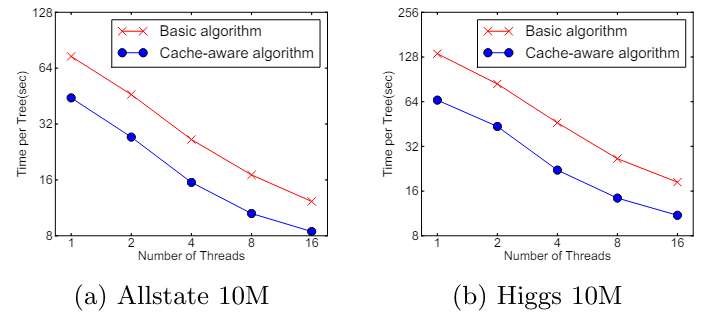 128
64
32
16
8
Time per Tree(sec)
Basic algorithm
Cache-aware algorithm
1 2 4 8 16
Number of Threads
(a) Allstate 10M
256
128
64
32
16
8
Time per Tree(sec)
Basic algorithm
Cache-aware algorithm
1 2 4 8 16
Number of Threads
(b) Higgs 10M